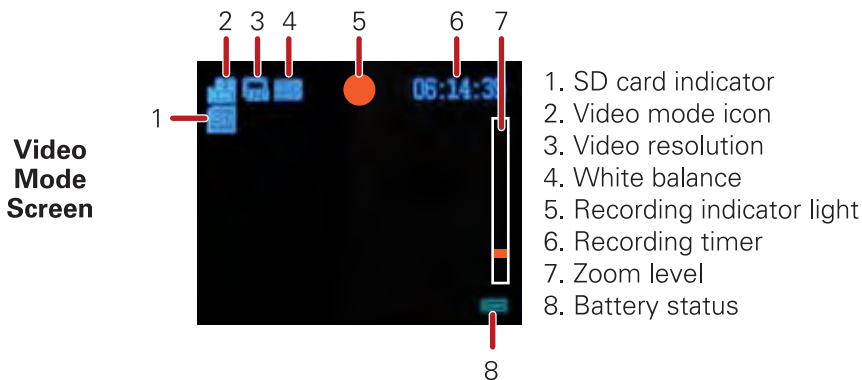 2 3 4 5 6 7
06:14:39
1
SD
Video
Mode
Screen
1. SD card indicator
2. Video mode icon
3. Video resolution
4. White balance
5. Recording indicator light
6. Recording timer
7. Zoom level
8. Battery status
8